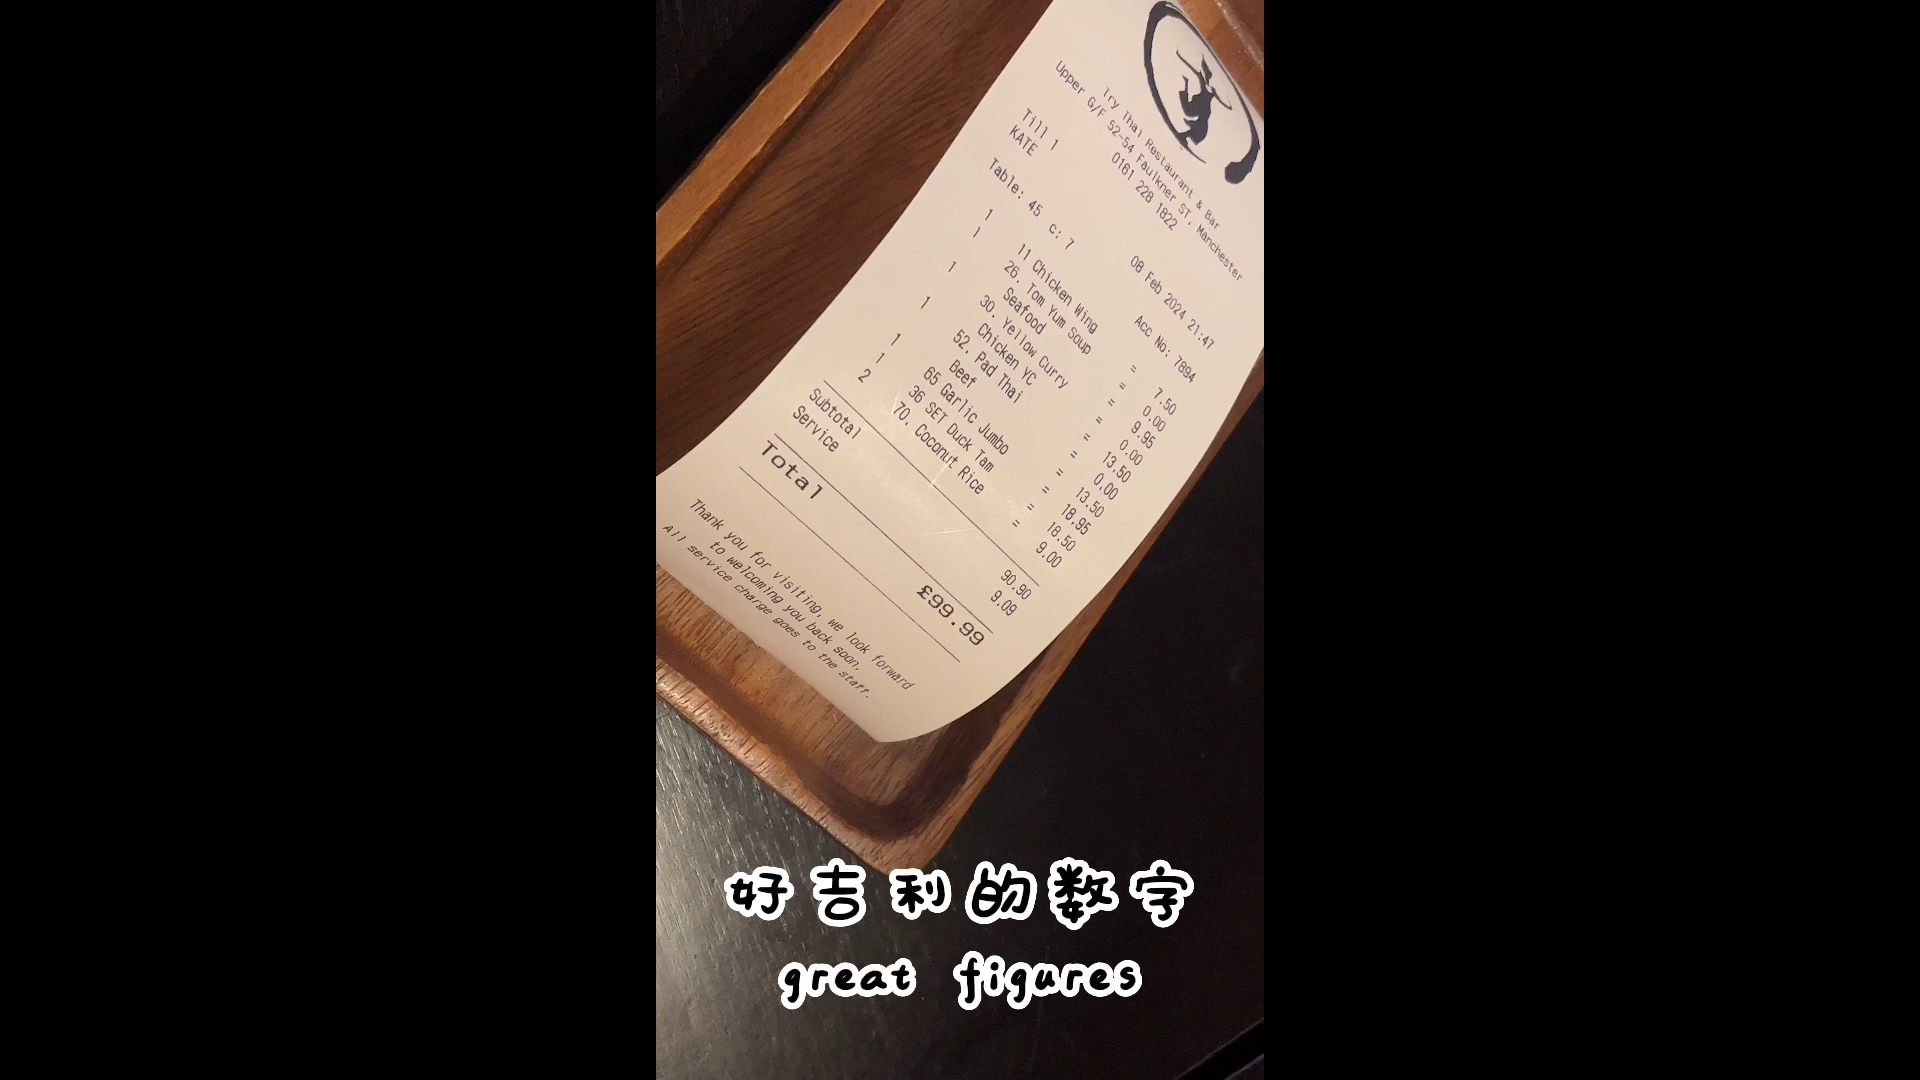 Try Thai Restaurant & Bar
Upper G/F 52-54 Faulkner ST, Manchester
0161 228 1822
Till 1 08 Feb 2024 21:47
KATE Acc No: 7894
Table: 45 c: 7
1 11 Chicken Wing = 7.50
1 26. Tom Yum Soup = 0.00
Seafood = 9.95
1 30. Yellow Curry = 0.00
Chicken YC = 13.50
1 52. Pad Thai = 0.00
Beef = 13.50
1 65 Garlic Jumbo = 18.95
1 36 SET Duck Tam = 18.50
2 70. Coconut Rice = 9.00
Subtotal 90.90
Service 9.09
Total £99.99
Thank you for visiting, we look forward
to welcoming you back soon.
All service charge goes to the staff.
好吉利的数字
great figures